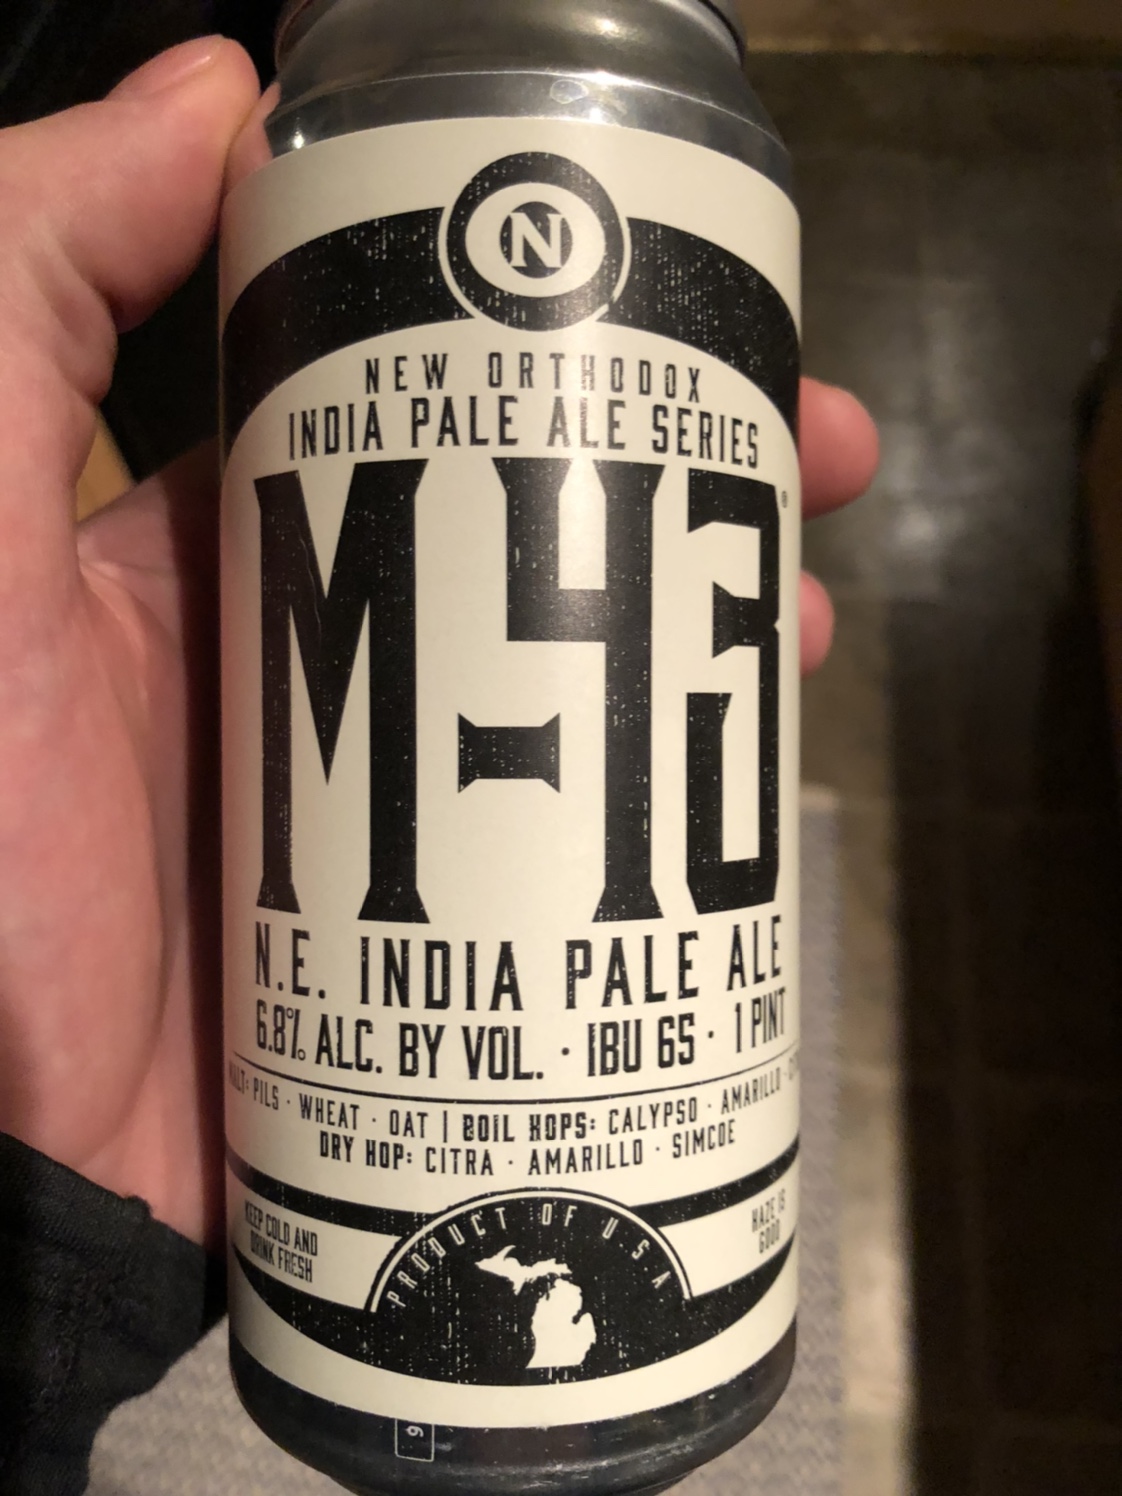 N
NEW ORTHODOX
INDIA PALE ALE SERIES
M-43®
N.E. INDIA PALE ALE
6.8% ALC. BY VOL. · IBU 65 · 1 PINT
PILS · WHEAT · OAT | BOIL HOPS: CALYPSO · AMARILLO ·
DRY HOP: CITRA · AMARILLO · SIMCOE
KEEP COLD AND
DRINK FRESH
PRODUCT OF U.S.A
HAZE IS
GOOD
9